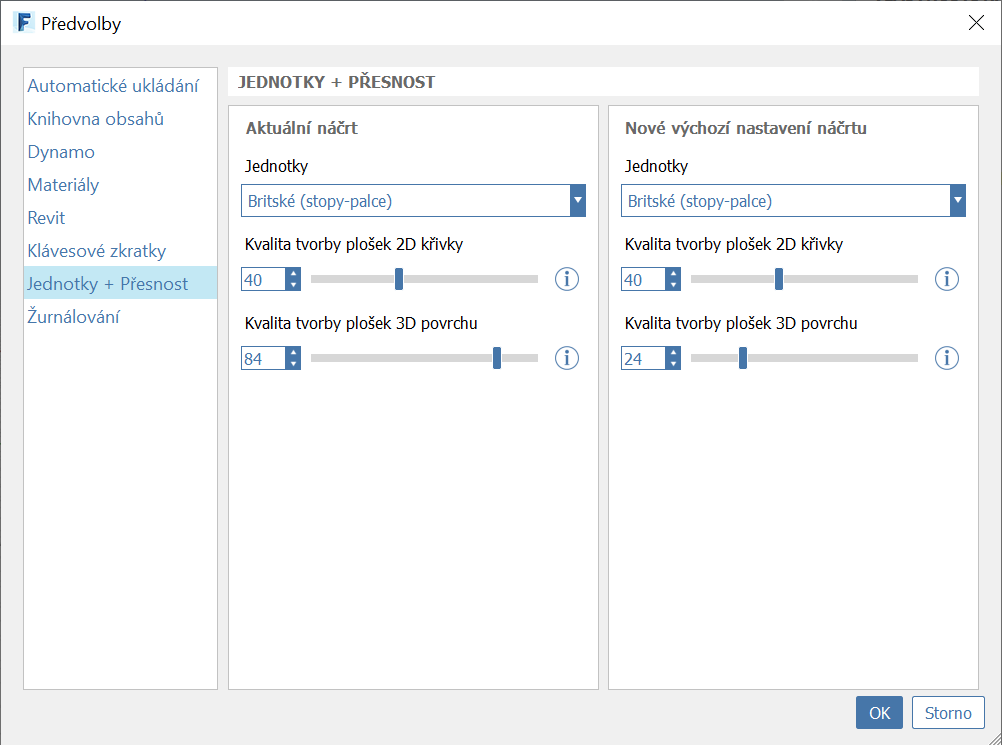 F Předvolby
Automatické ukládání
Knihovna obsahů
Dynamo
Materiály
Revit
Klávesové zkratky
Jednotky + Přesnost
Žurnálování
JEDNOTKY + PŘESNOST
Aktuální náčrt
Jednotky
Britské (stopy-palce)
Kvalita tvorby plošek 2D křivky
40
Kvalita tvorby plošek 3D povrchu
84
Nové výchozí nastavení náčrtu
Jednotky
Britské (stopy-palce)
Kvalita tvorby plošek 2D křivky
40
Kvalita tvorby plošek 3D povrchu
24
OK Storno